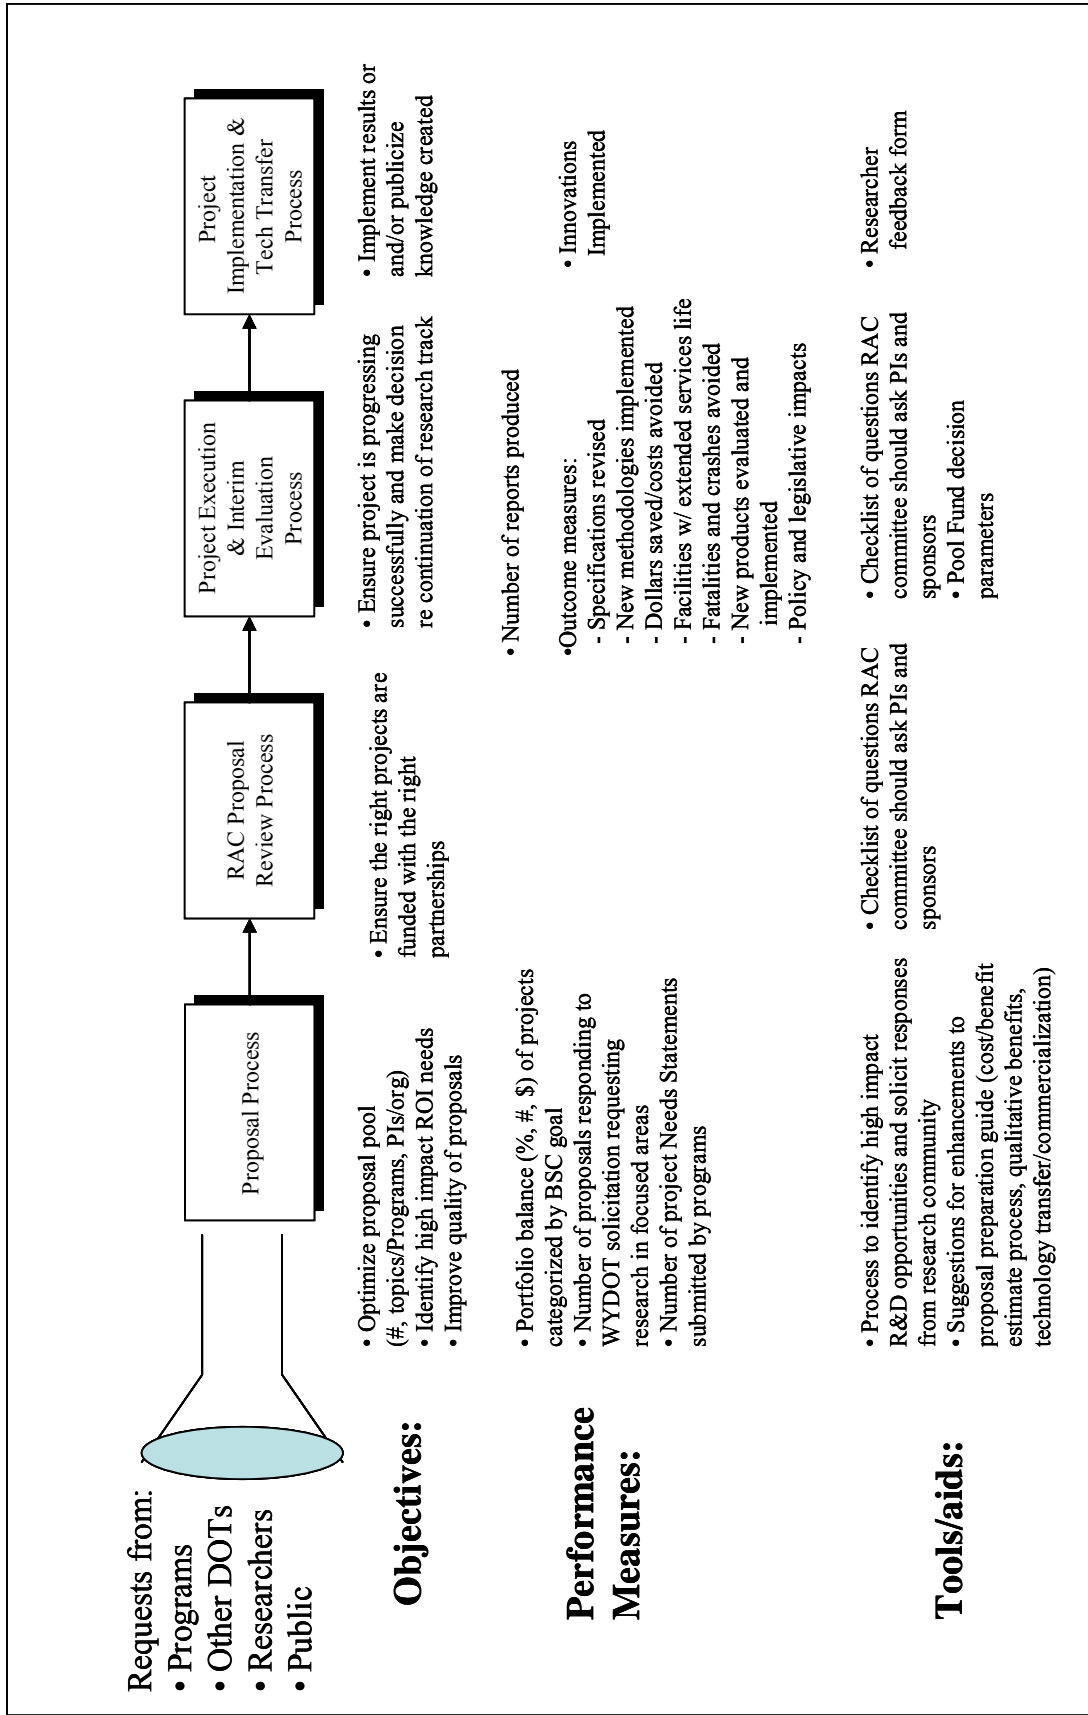 Requests from:
• Programs
• Other DOTs
• Researchers
• Public
Proposal Process
RAC Proposal
Review Process
Project Execution
& Interim
Evaluation
Process
Project
Implementation &
Tech Transfer
Process
Objectives:
• Optimize proposal pool
(#, topics/Programs, PIs/org)
• Identify high impact ROI needs
• Improve quality of proposals
• Ensure the right projects are
funded with the right
partnerships
• Ensure project is progressing
successfully and make decision
re continuation of research track
• Implement results or
and/or publicize
knowledge created
Performance
Measures:
• Portfolio balance (%, #, $) of projects
categorized by BSC goal
• Number of proposals responding to
WYDOT solicitation requesting
research in focused areas
• Number of project Needs Statements
submitted by programs
• Number of reports produced
•Outcome measures:
- Specifications revised
- New methodologies implemented
- Dollars saved/costs avoided
- Facilities w/ extended services life
- Fatalities and crashes avoided
- New products evaluated and
implemented
- Policy and legislative impacts
• Innovations
Implemented
Tools/aids:
• Process to identify high impact
R&D opportunities and solicit responses
from research community
• Suggestions for enhancements to
proposal preparation guide (cost/benefit
estimate process, qualitative benefits,
technology transfer/commercialization)
• Checklist of questions RAC
committee should ask PIs and
sponsors
• Checklist of questions RAC
committee should ask PIs and
sponsors
• Pool Fund decision
parameters
• Researcher
feedback form